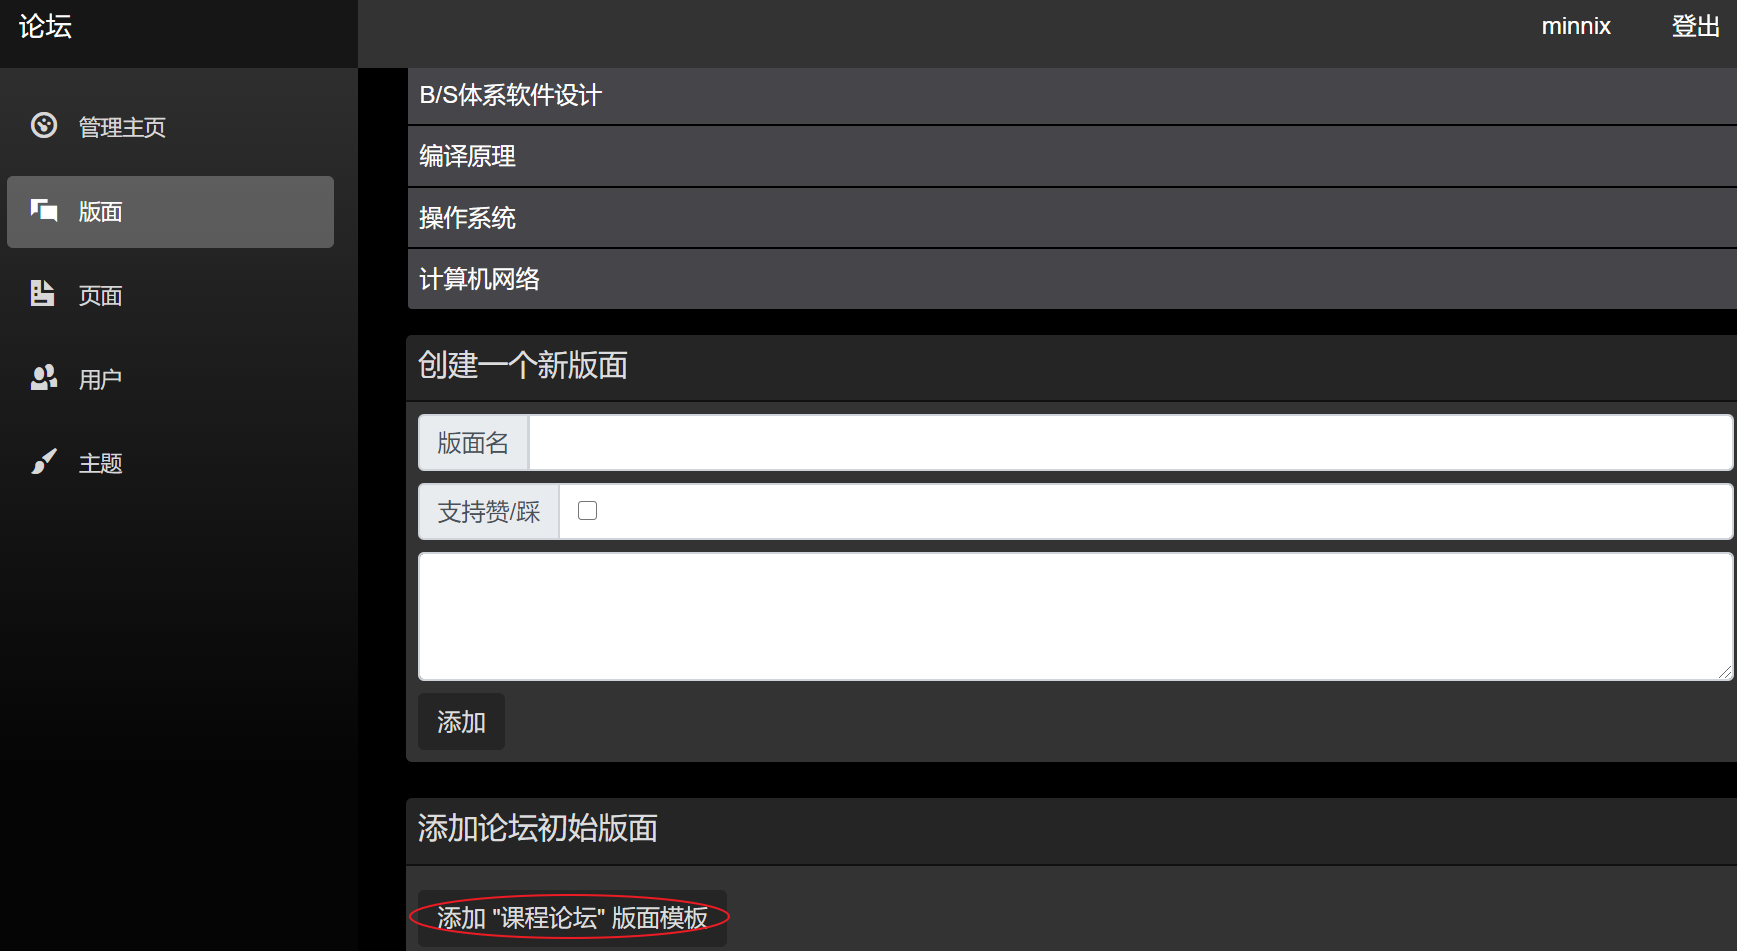 论坛
minnix
登出
管理主页
版面
页面
用户
主题
B/S体系软件设计
编译原理
操作系统
计算机网络
创建一个新版面
版面名
支持赞/踩
添加
添加论坛初始版面
添加 "课程论坛" 版面模板